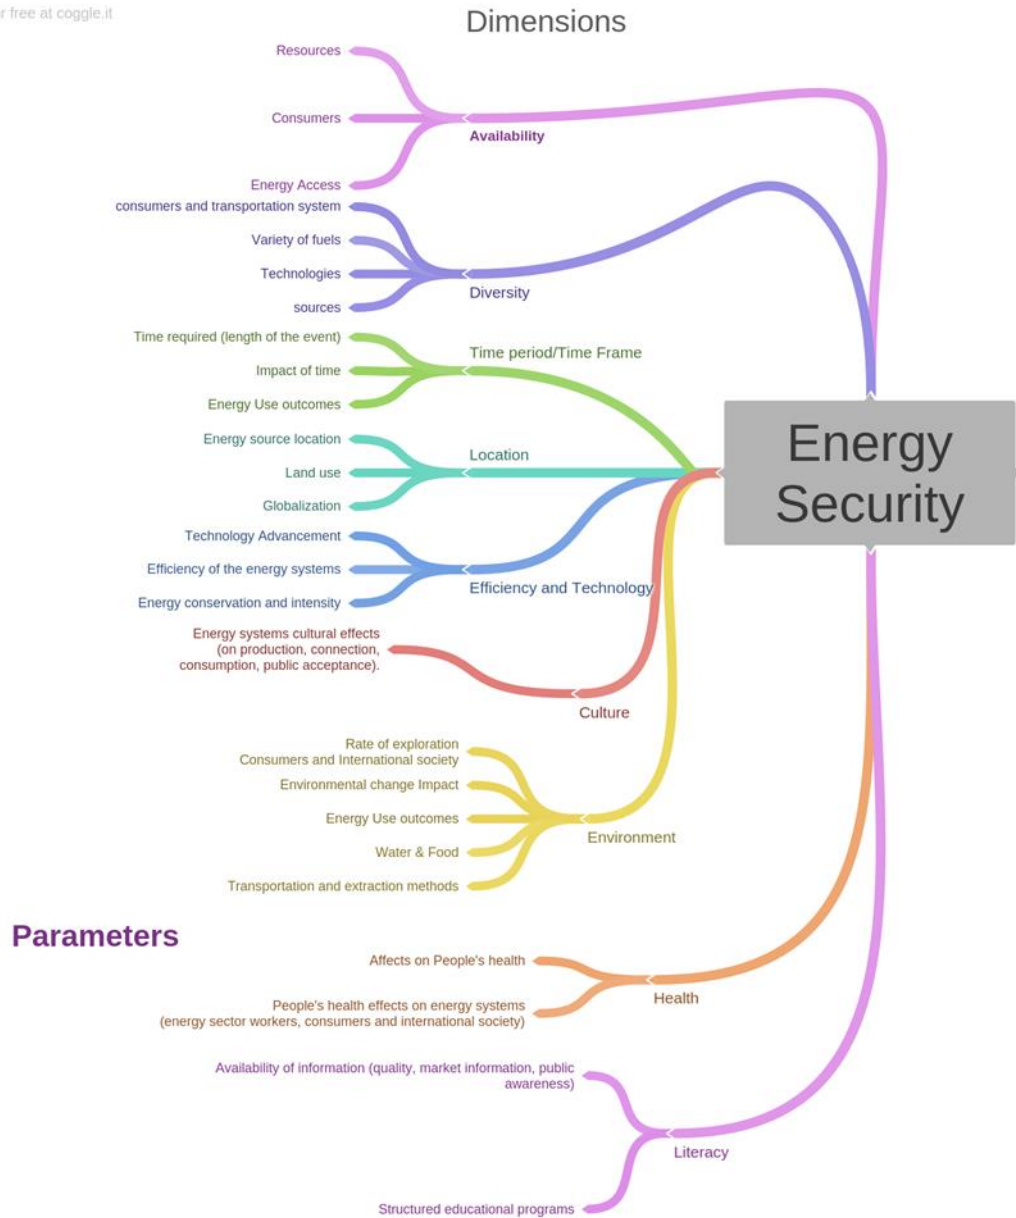 r free at coggle.it
Dimensions
Resources
Consumers
Energy Access
Availability
consumers and transportation system
Variety of fuels
Technologies
sources
Diversity
Time required (length of the event)
Impact of time
Energy Use outcomes
Time period/Time Frame
Energy source location
Land use
Globalization
Location
Energy
Security
Technology Advancement
Efficiency of the energy systems
Energy conservation and intensity
Efficiency and Technology
Energy systems cultural effects
(on production, connection,
consumption, public acceptance).
Culture
Rate of exploration
Consumers and International society
Environmental change Impact
Energy Use outcomes
Water & Food
Transportation and extraction methods
Environment
Parameters
Affects on People's health
People's health effects on energy systems
(energy sector workers, consumers and international society)
Health
Availability of information (quality, market information, public
awareness)
Structured educational programs
Literacy